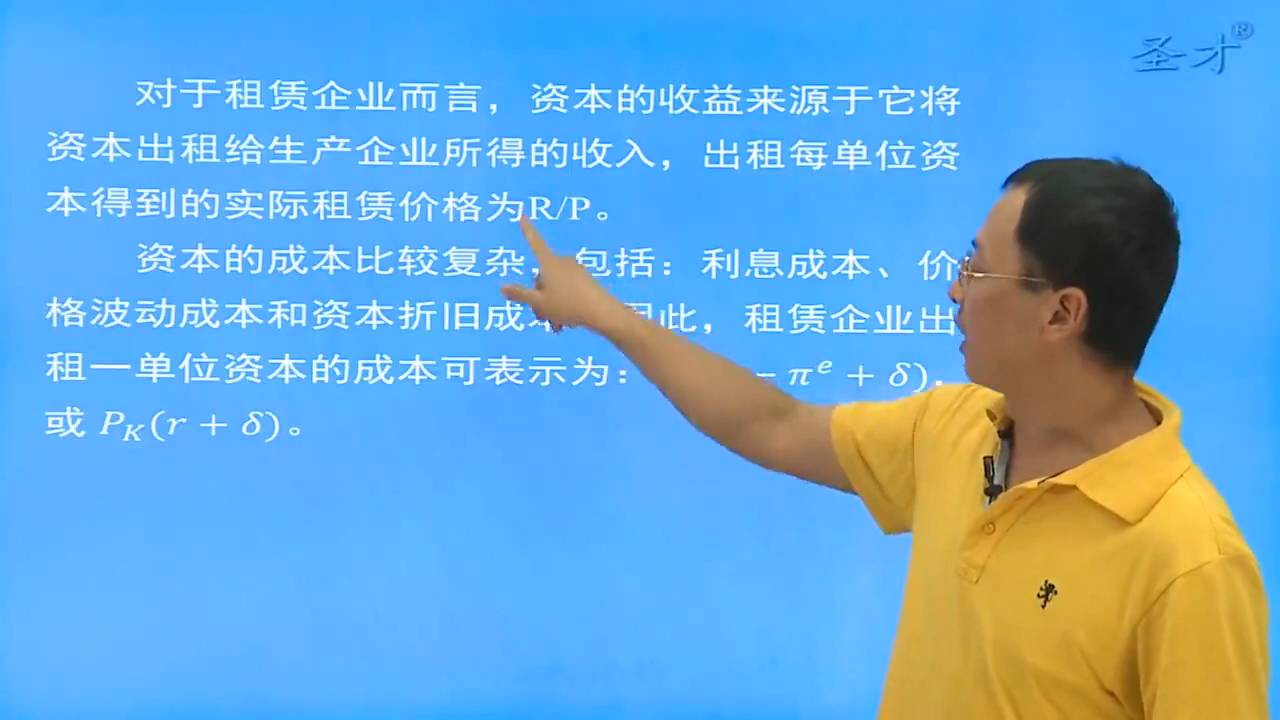 圣才®
对于租赁企业而言，资本的收益来源于它将
资本出租给生产企业所得的收入，出租每单位资
本得到的实际租赁价格为R/P。
资本的成本比较复杂，包括：利息成本、价
格波动成本和资本折旧成本 因此，租赁企业出
租一单位资本的成本可表示为： − πᵉ + δ)，
或 P_K(r + δ)。